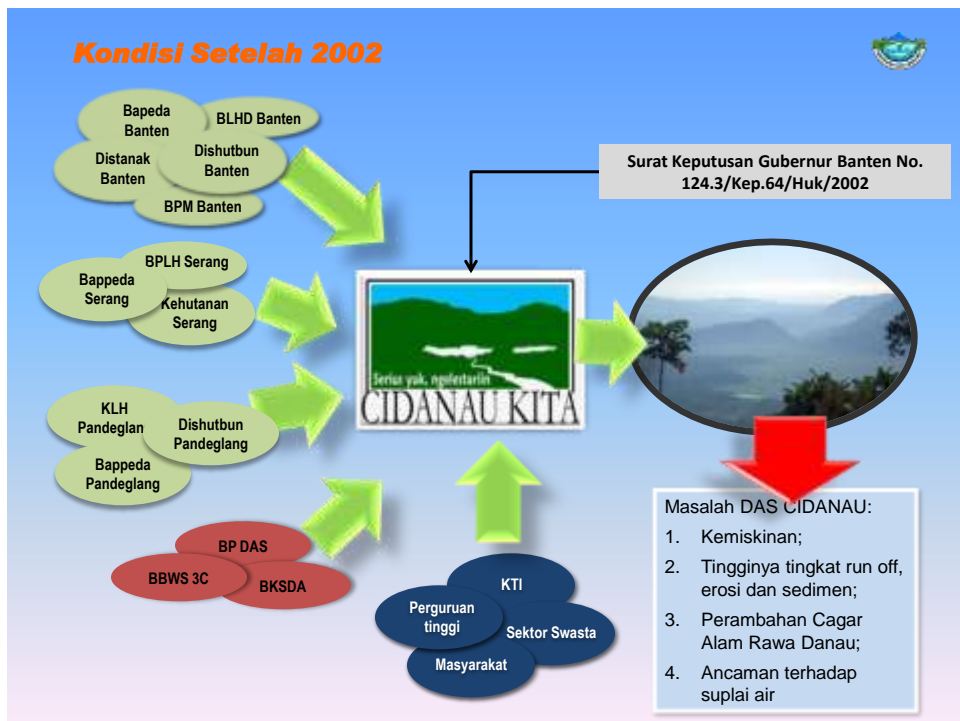 Kondisi Setelah 2002
Bapeda
Banten
BLHD Banten
Distanak
Banten
Dishutbun
Banten
BPM Banten
Surat Keputusan Gubernur Banten No.
124.3/Kep.64/Huk/2002
BPLH Serang
Bappeda
Serang
Kehutanan
Serang
Serius yak, ngelestariin
CIDANAU KITA
KLH
Pandeglan
Dishutbun
Pandeglang
Bappeda
Pandeglang
BP DAS
BBWS 3C
BKSDA
KTI
Perguruan
tinggi
Sektor Swasta
Masyarakat
Masalah DAS CIDANAU:
1. Kemiskinan;
2. Tingginya tingkat run off,
erosi dan sedimen;
3. Perambahan Cagar
Alam Rawa Danau;
4. Ancaman terhadap
suplai air